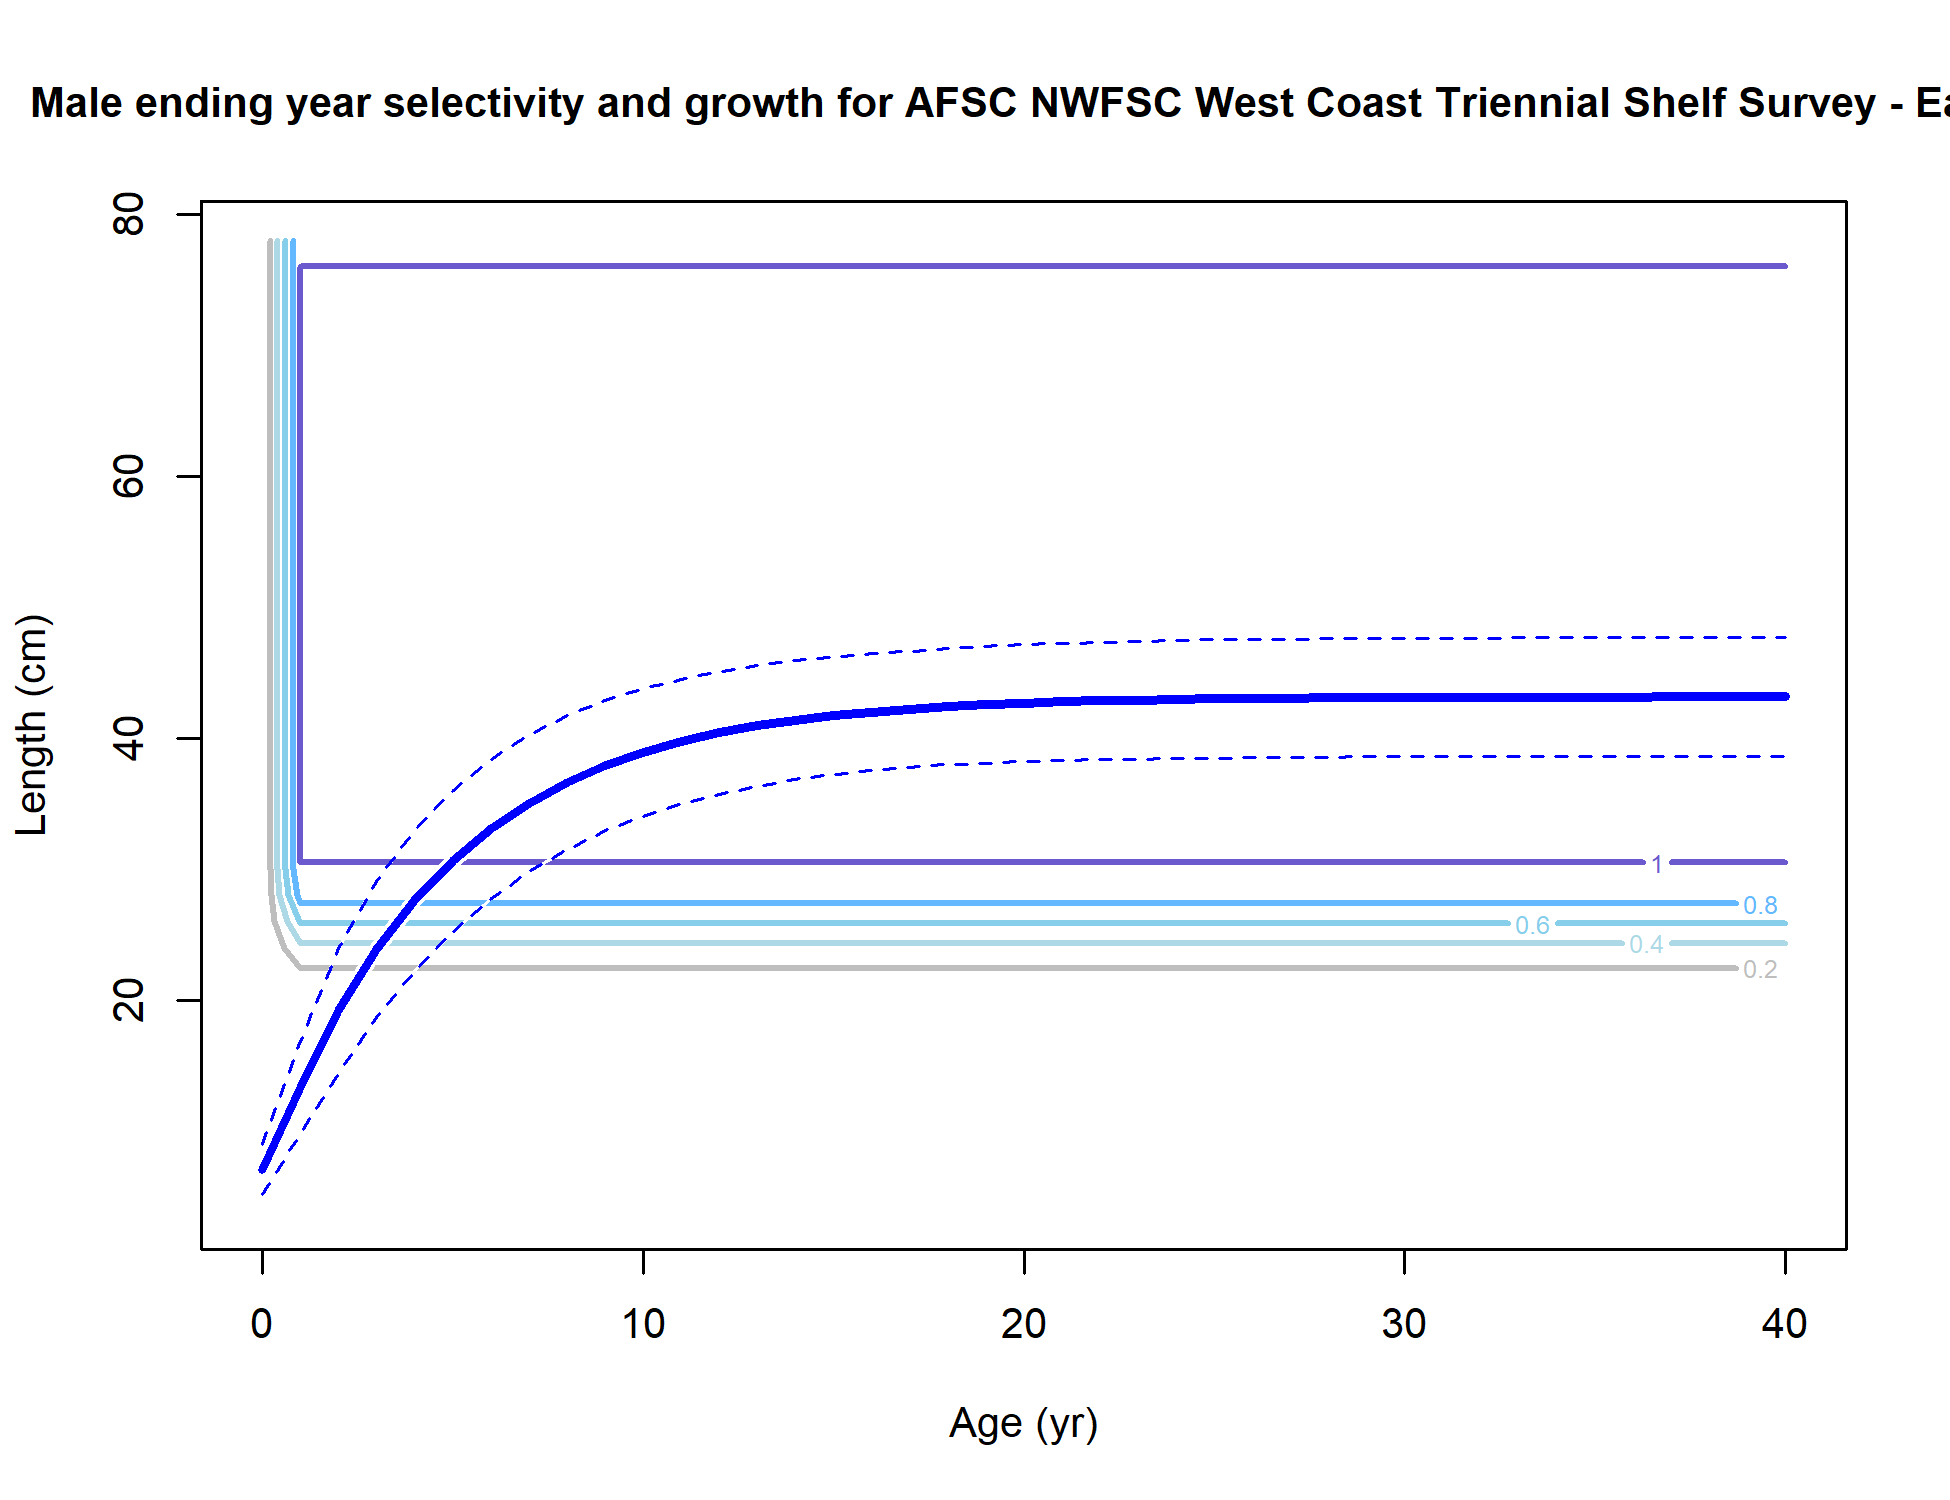 Male ending year selectivity and growth for AFSC NWFSC West Coast Triennial Shelf Survey -
80
60
40
20
Length (cm)
1
0.8
0.6
0.4
0.2
0 10 20 30 40
Age (yr)